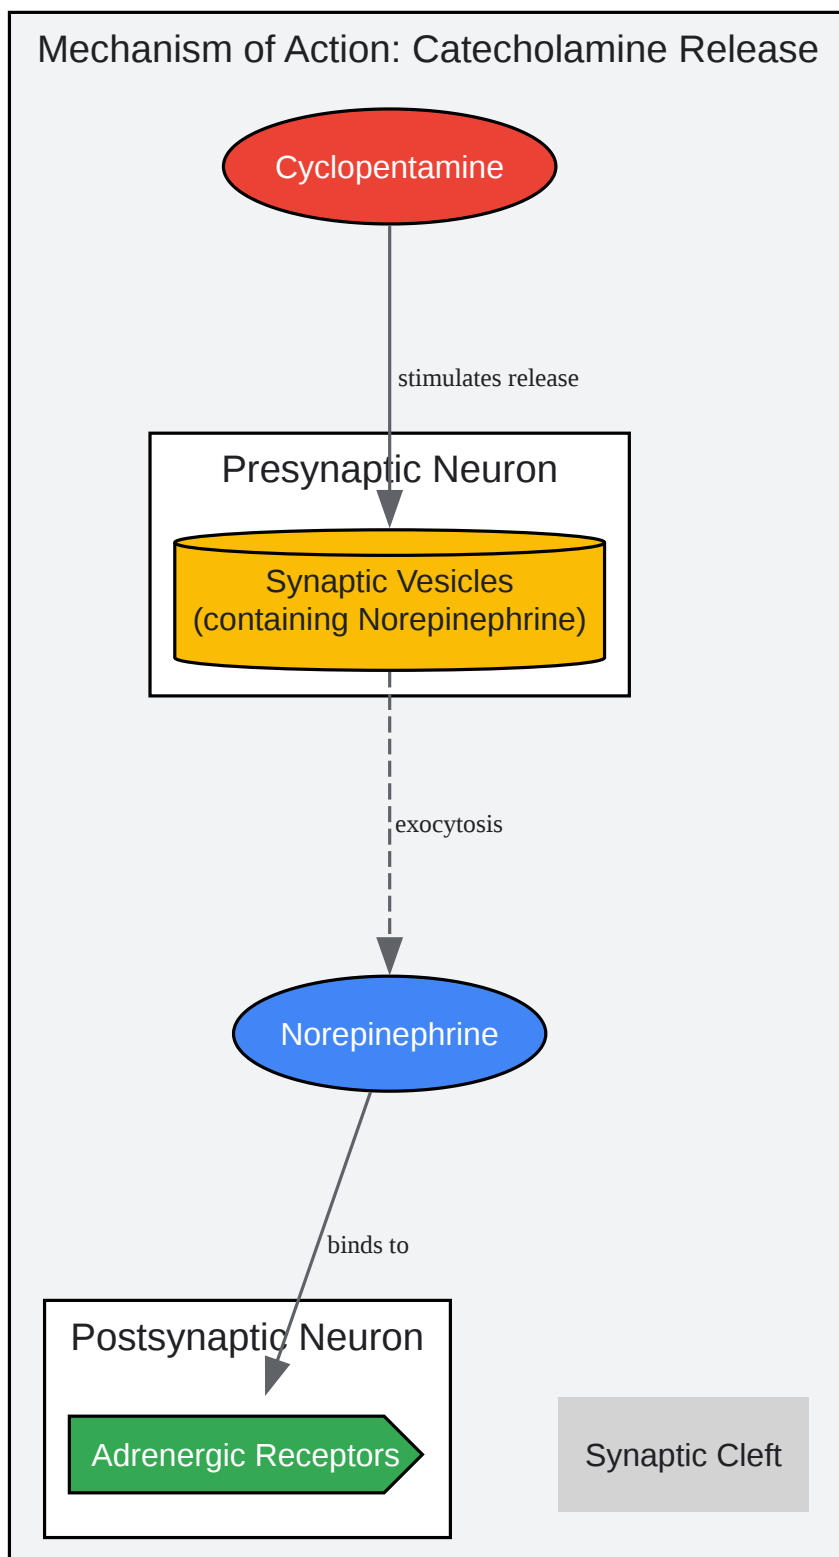 Mechanism of Action: Catecholamine Release
Cyclopentamine
stimulates release
Presynaptic Neuron
Synaptic Vesicles
(containing Norepinephrine)
exocytosis
Norepinephrine
binds to
Postsynaptic Neuron
Adrenergic Receptors
Synaptic Cleft